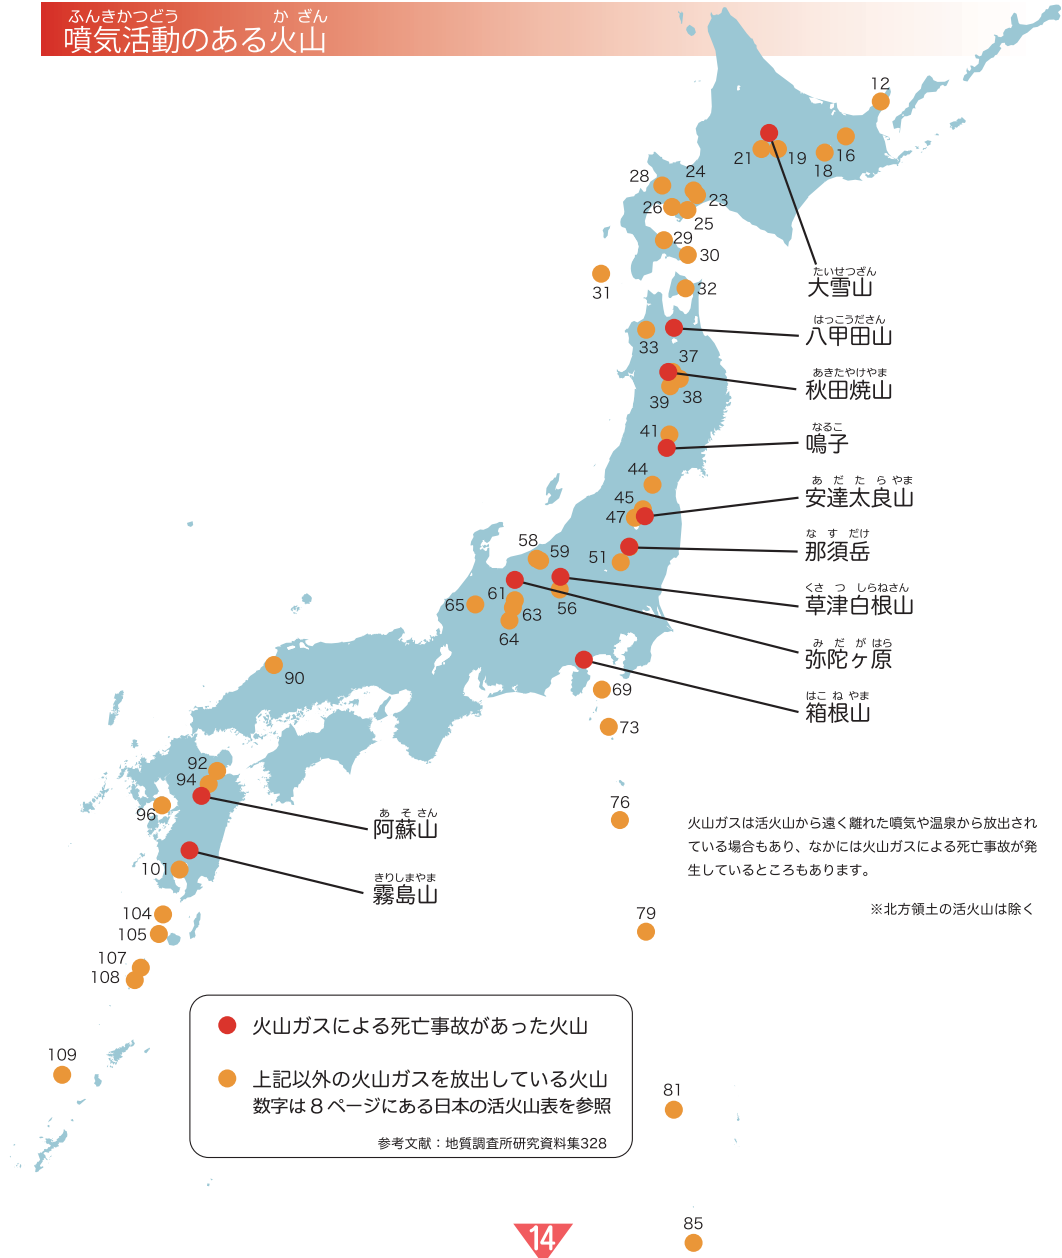 ふんきかつどう　か ざん
噴気活動のある火山
12
21
19
18
16
28
24
23
26
25
29
30
31
32
たいせつざん
大雪山
はっこうださん
八甲田山
33
37
あきたやけやま
秋田焼山
39
38
41
なるこ
鳴子
44
あ だ た ら やま
安達太良山
45
47
な す だけ
那須岳
58
59
51
くさ つ しらねさん
草津白根山
61
65
63
56
64
み だ が はら
弥陀ヶ原
90
69
はこ ね やま
箱根山
73
92
94
96
76
あ そ さん
阿蘇山
火山ガスは活火山から遠く離れた噴気や温泉から放出され
ている場合もあり、なかには火山ガスによる死亡事故が発
生しているところもあります。
101
きりしまやま
霧島山
※北方領土の活火山は除く
104
105
79
107
108
火山ガスによる死亡事故があった火山
109
上記以外の火山ガスを放出している火山
数字は8ページにある日本の活火山表を参照
81
参考文献：地質調査所研究資料集328
85
14